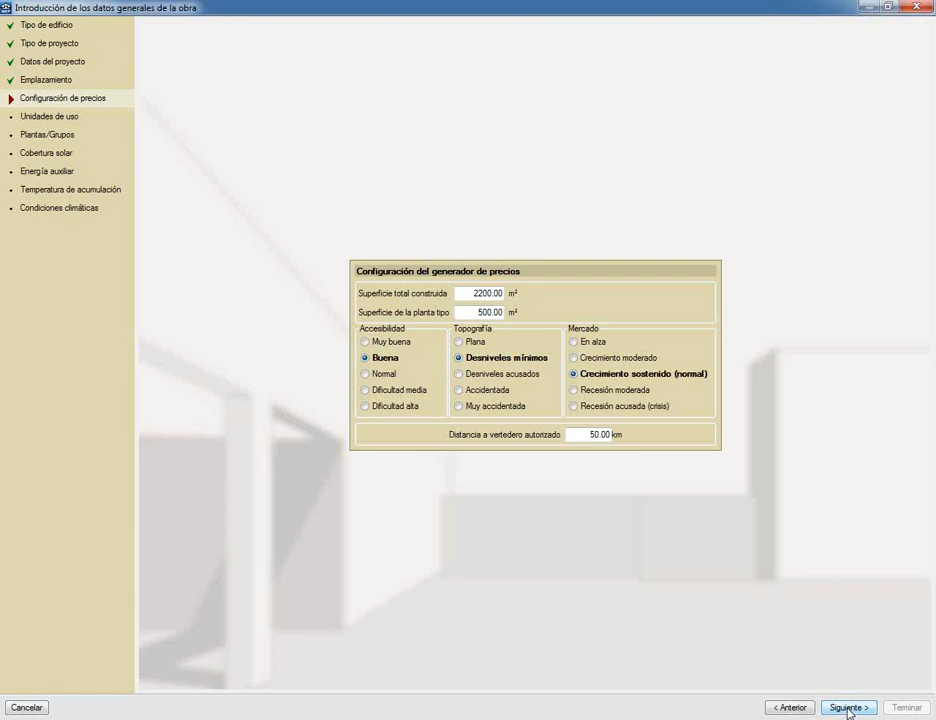 Introducción de los datos generales de la obra
Tipo de edificio
Tipo de proyecto
Datos del proyecto
Emplazamiento
Configuración de precios
Unidades de uso
Plantas/Grupos
Cobertura solar
Energía auxiliar
Temperatura de acumulación
Condiciones climáticas
Configuración del generador de precios
Superficie total construida 2200.00 m²
Superficie de la planta tipo 500.00 m²
Accesibilidad
Muy buena
Buena
Normal
Dificultad media
Dificultad alta
Topografía
Plana
Desniveles mínimos
Desniveles acusados
Accidentada
Muy accidentada
Mercado
En alza
Crecimiento moderado
Crecimiento sostenido (normal)
Recesión moderada
Recesión acusada (crisis)
Distancia a vertedero autorizado 50.00 km
Cancelar
< Anterior
Siguiente >
Terminar